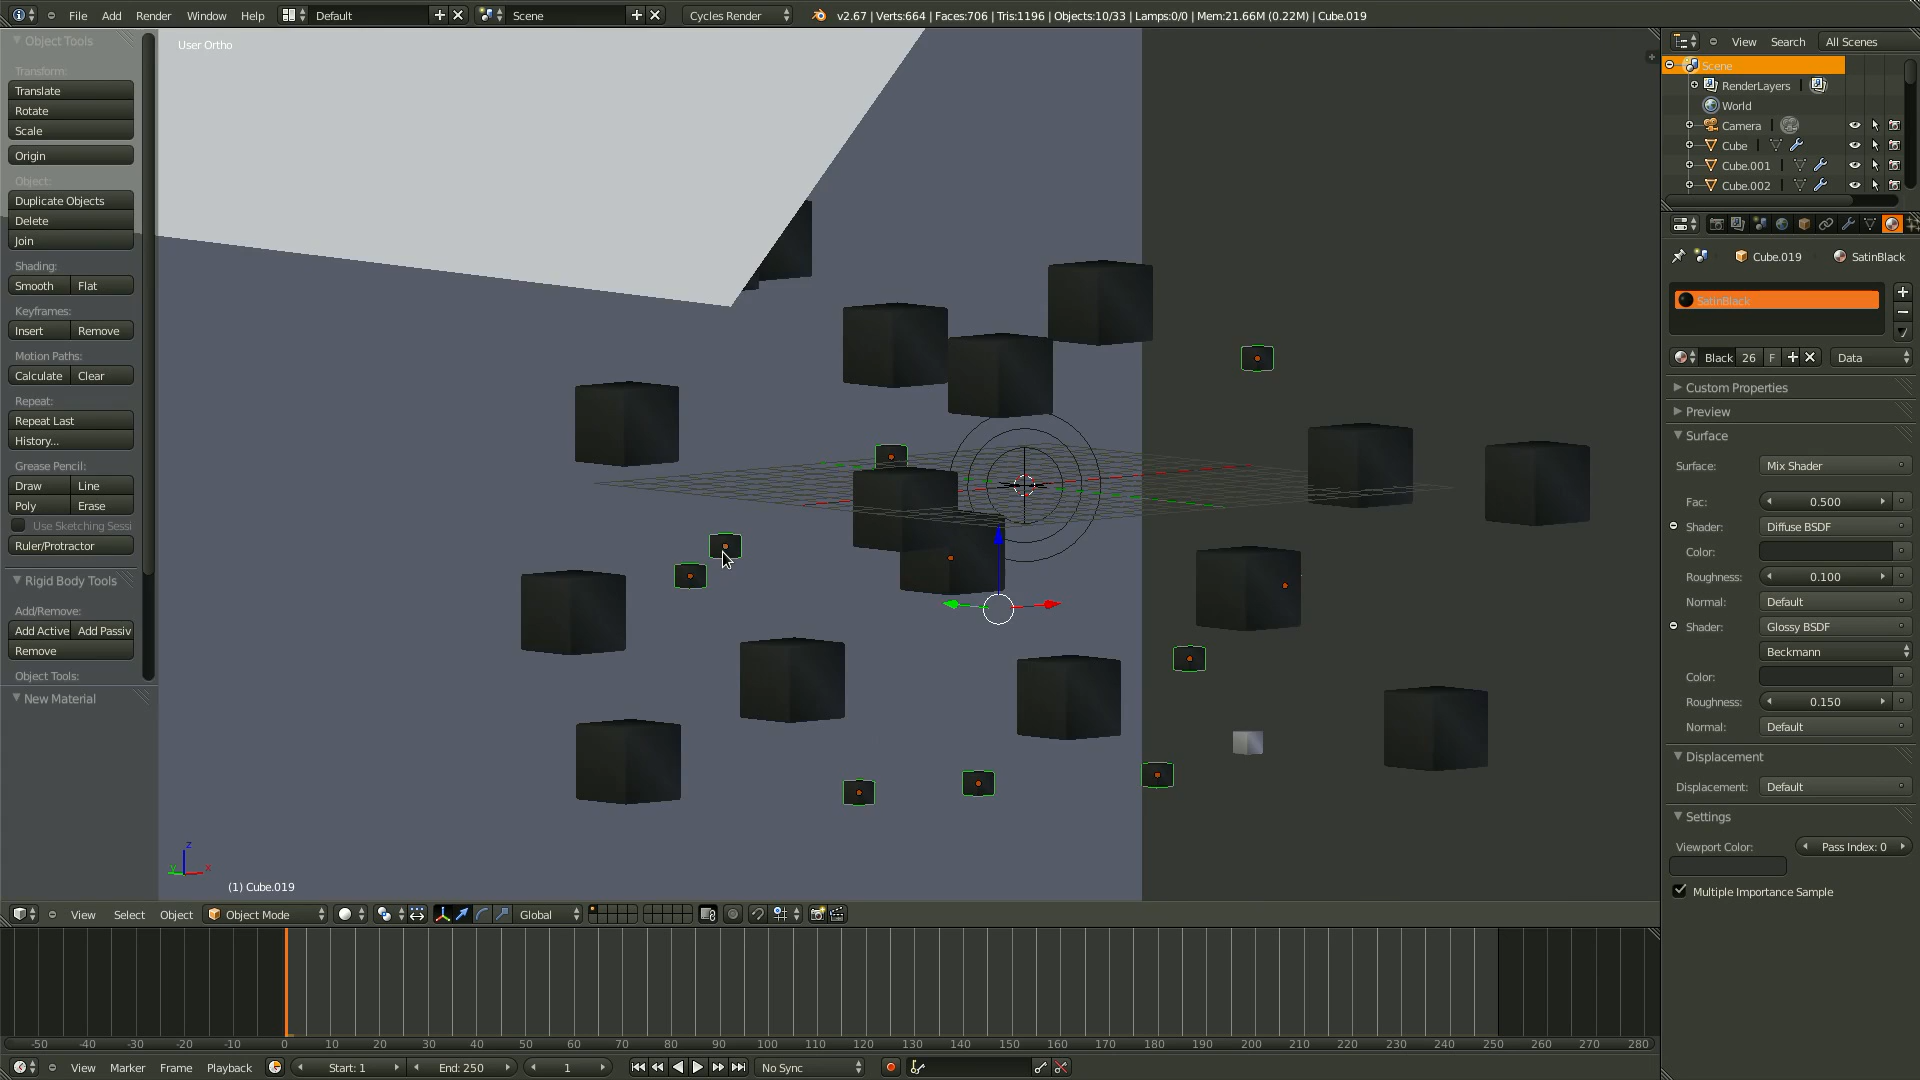 File Add Render Window Help Default Scene Cycles Render v2.67 | Verts:664 | Faces:706 | Tris:1196 | Objects:10/33 | Lamps:0/0 | Mem:21.66M (0.22M) | Cube.019
Object Tools
Transform:
Translate
Rotate
Scale
Origin
Object:
Duplicate Objects
Delete
Join
Shading:
Smooth Flat
Keyframes:
Insert Remove
Motion Paths:
Calculate Clear
Repeat:
Repeat Last
History...
Grease Pencil:
Draw Line
Poly Erase
Use Sketching Sessi
Ruler/Protractor
Rigid Body Tools
Add/Remove:
Add Active Add Passiv
Remove
Object Tools:
New Material
User Ortho
z
y x
(1) Cube.019
View Select Object Object Mode Global
-50 -40 -30 -20 -10 0 10 20 30 40 50 60 70 80 90 100 110 120 130 140 150 160 170 180 190 200 210 220 230 240 250 260 270 280
View Marker Frame Playback Start: 1 End: 250 1 No Sync
View Search All Scenes
Scene
RenderLayers
World
Camera
Cube
Cube.001
Cube.002
Cube.019 SatinBlack
SatinBlack
Black 26 F Data
Custom Properties
Preview
Surface
Surface: Mix Shader
Fac: 0.500
Shader: Diffuse BSDF
Color:
Roughness: 0.100
Normal: Default
Shader: Glossy BSDF
Beckmann
Color:
Roughness: 0.150
Normal: Default
Displacement
Displacement: Default
Settings
Viewport Color: Pass Index: 0
Multiple Importance Sample